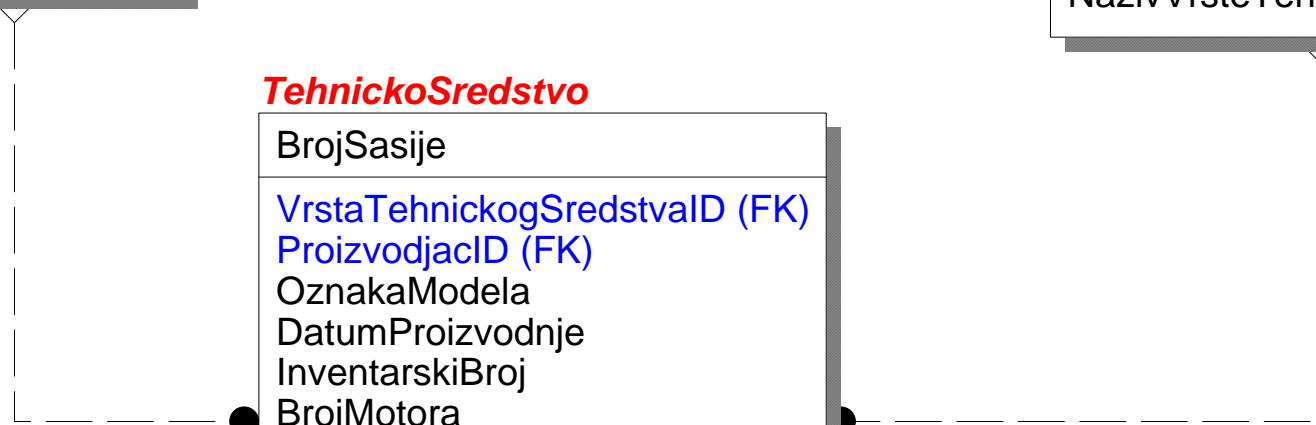 TehnickoSredstvo
BrojSasije
VrstaTehnickogSredstvaID (FK)
ProizvodjacID (FK)
OznakaModela
DatumProizvodnje
InventarskiBroj
BrojMotora